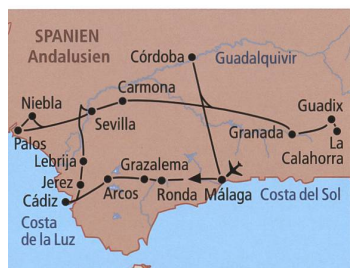 SPANIEN
Andalusien
Córdoba
Guadalquivir
Carmona
Niebla
Guadix
Sevilla
Palos
Granada
La
Calahorra
Lebrija
Grazalema
Jerez
Cádiz
Arcos
Ronda
Málaga
Costa del Sol
Costa
de la Luz